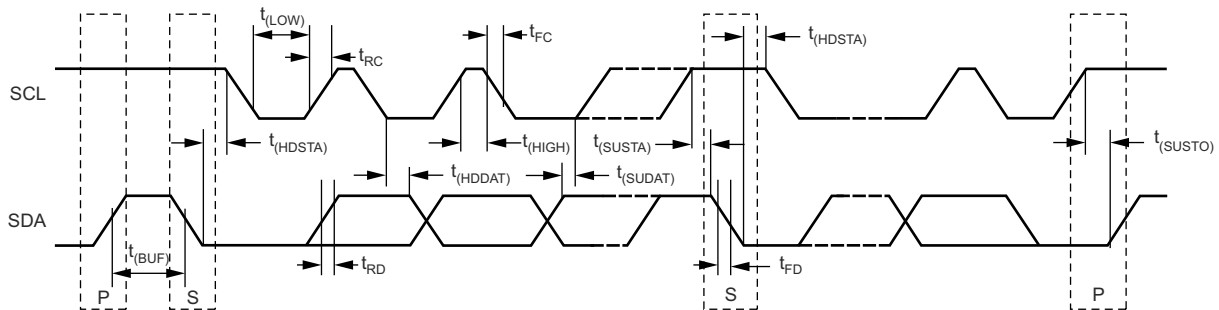 t(LOW)
tRC
tFC
t(HDSTA)
SCL
t(HDSTA)
t(HIGH)
t(SUSTA)
t(SUSTO)
t(HDDAT)
t(SUDAT)
SDA
t(BUF)
tRD
tFD
P
S
S
P